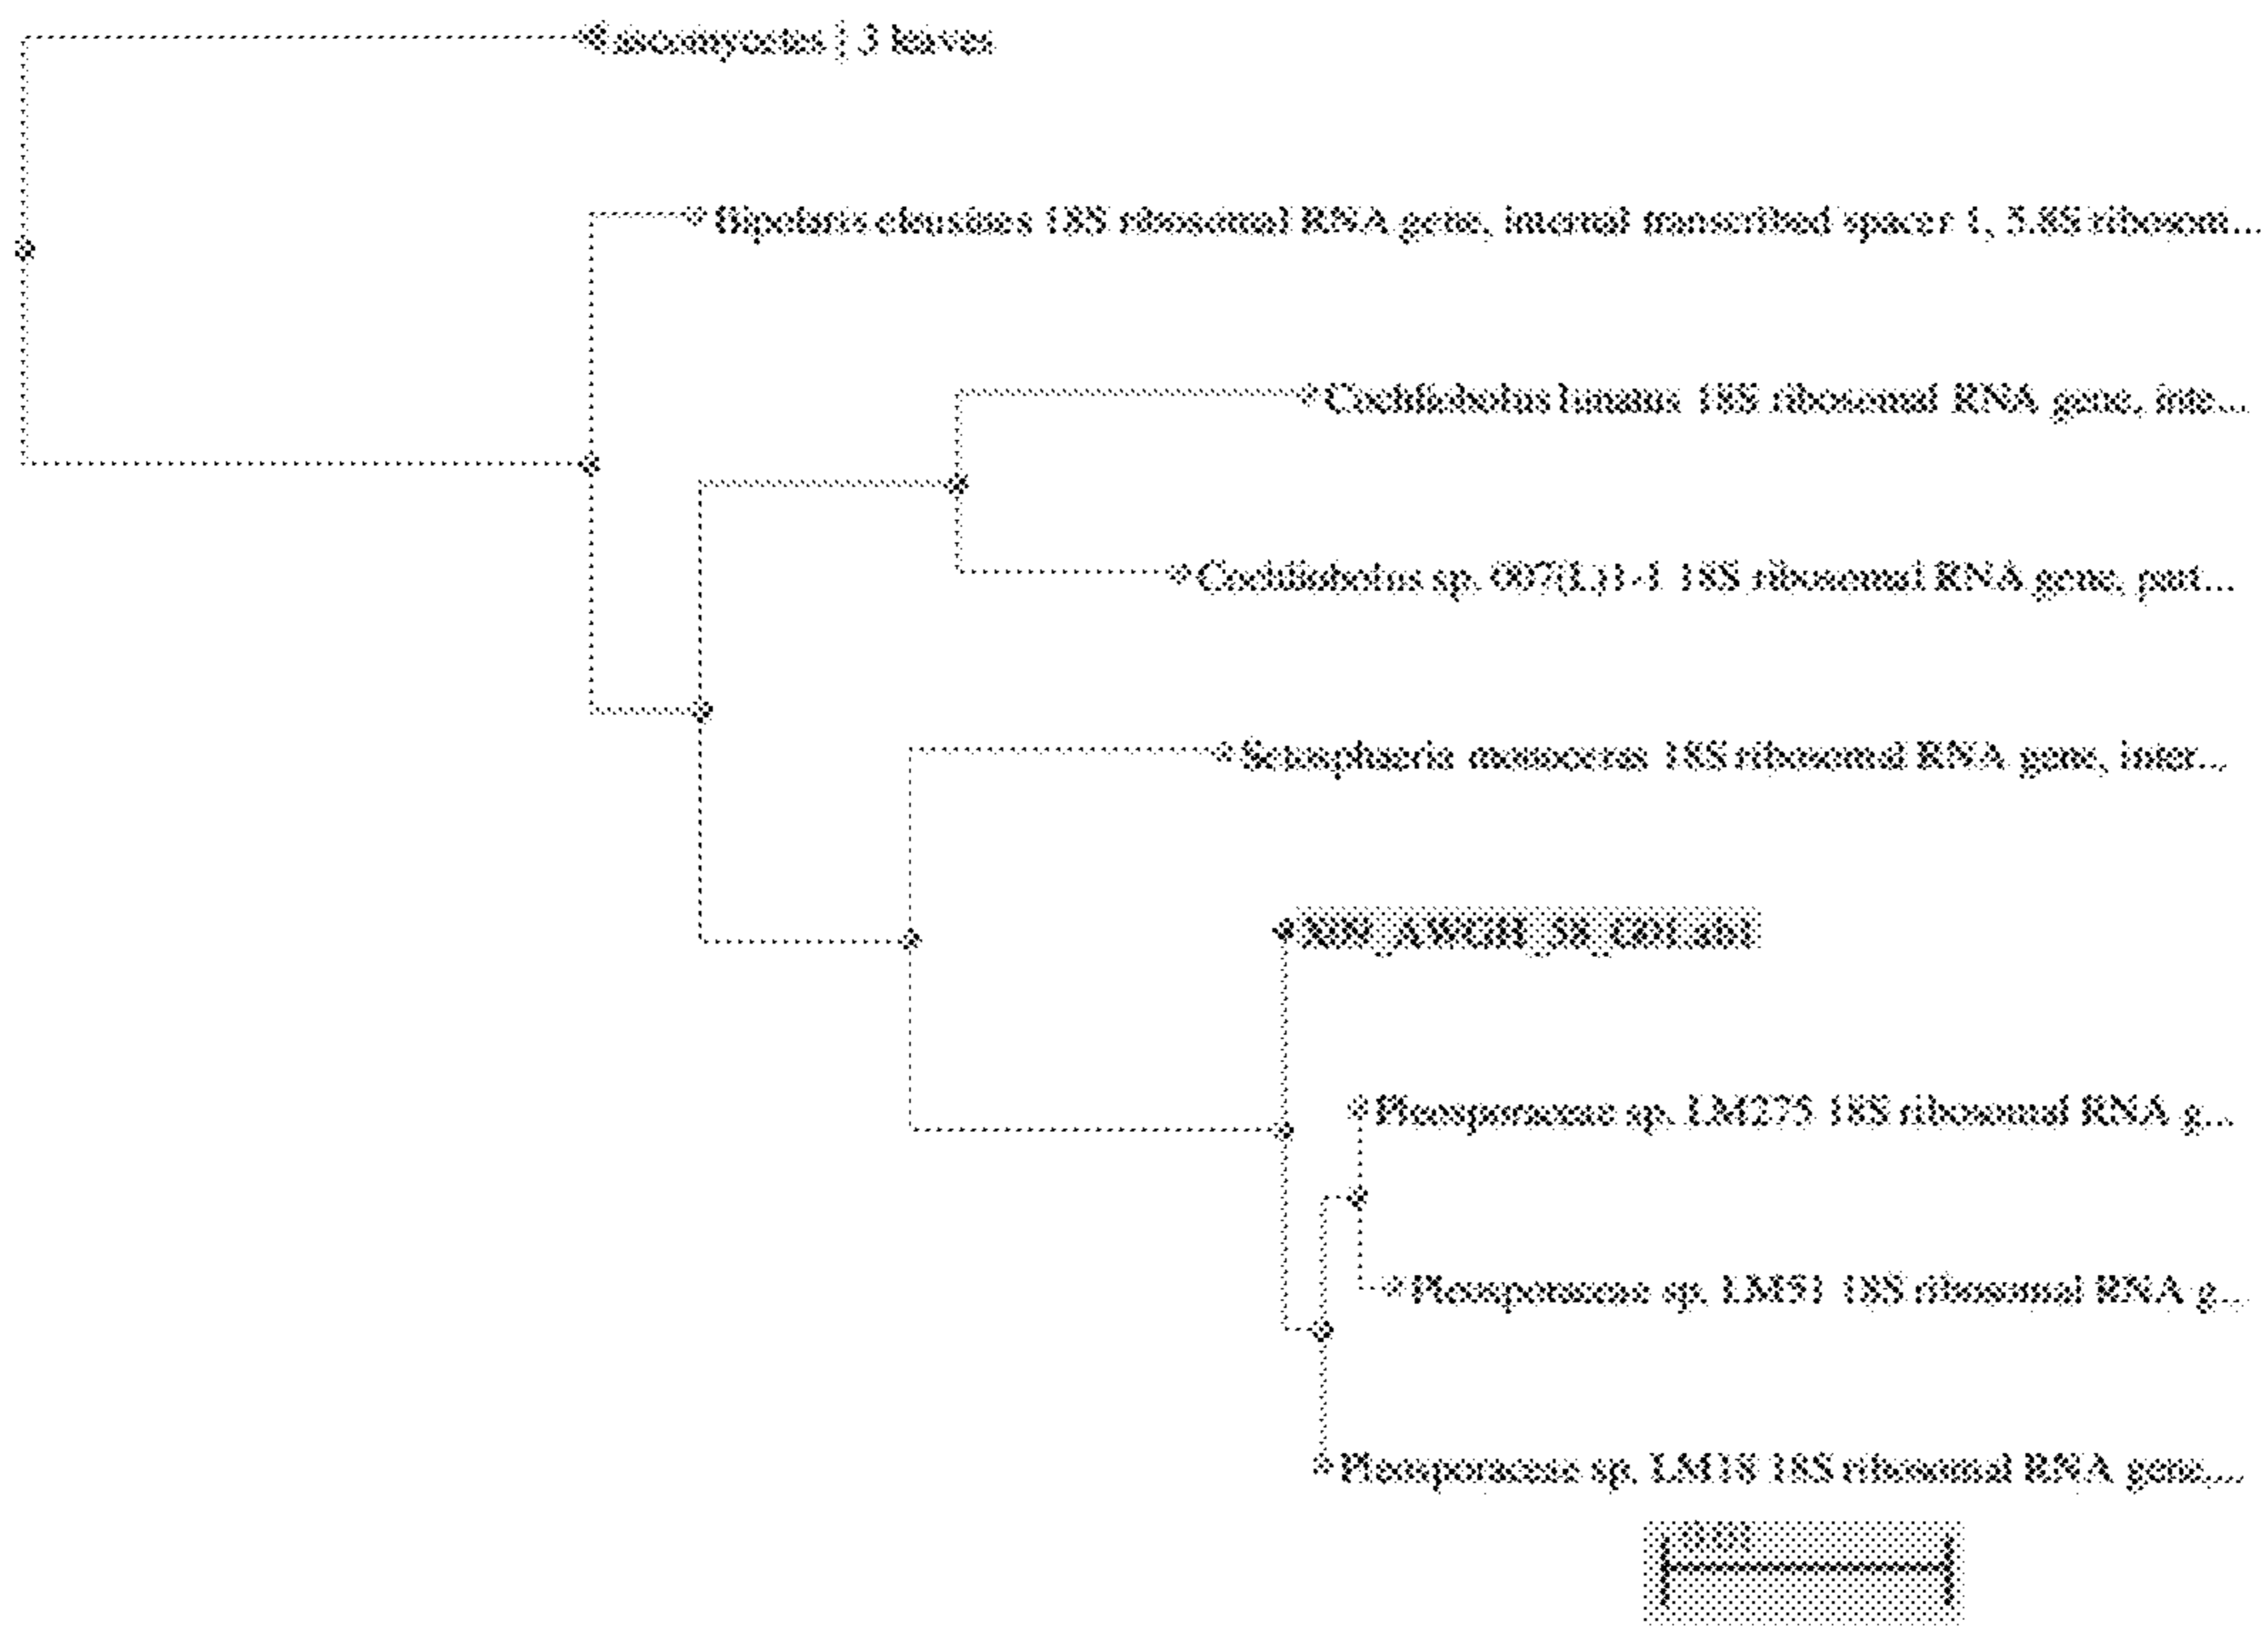 ascomycetes | 3 leaves
Bipolaris eleusines 18S ribosomal RNA gene, internal transcribed spacer 1, 5.8S ribosom...
Cochliobolus lunatus 18S ribosomal RNA gene, inte...
Cochliobolus sp. 18S ribosomal RNA gene, part...
Setosphaeria monoceras 18S ribosomal RNA gene, inter...
Pleosporaceae sp. LM275 18S ribosomal RNA g...
Pleosporaceae sp. LM51 18S ribosomal RNA g...
Pleosporaceae sp. 18S ribosomal RNA gene,...